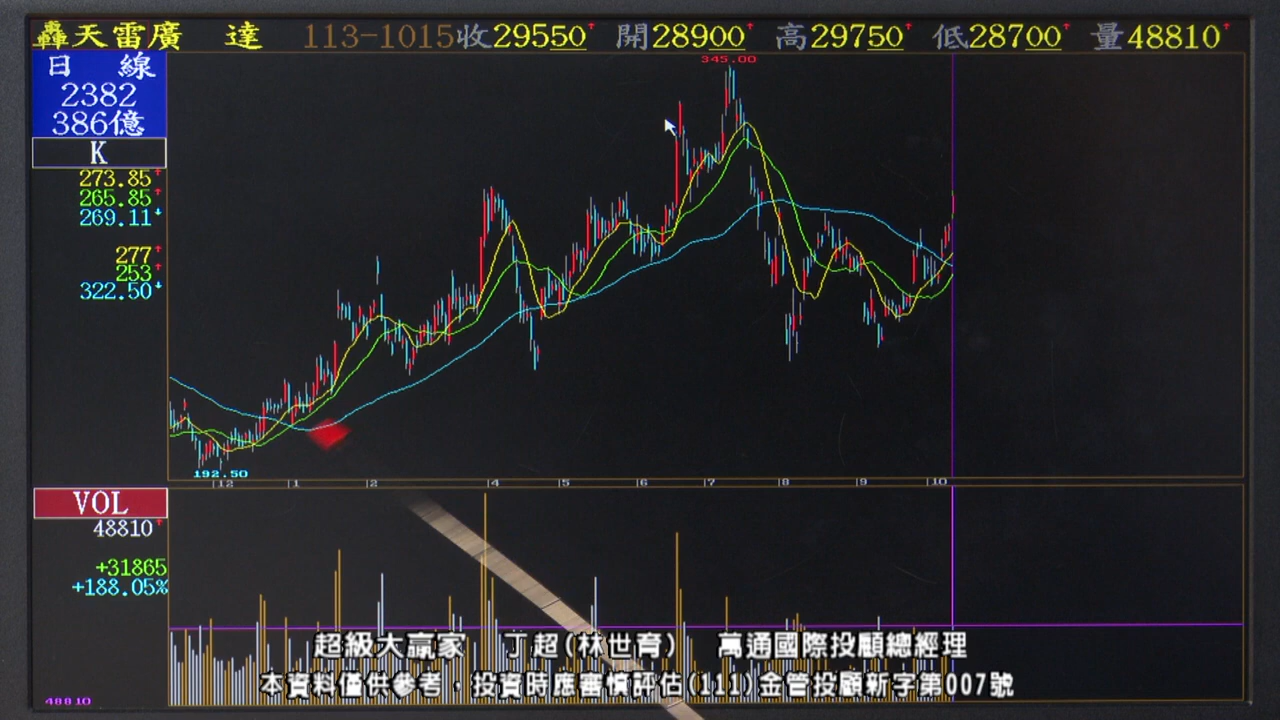 轟天雷廣 達 113-1015收29550↑ 開28900↑ 高29750↑ 低28700↑ 量48810↑
日 線
2382
386億
K
273.85↑
265.85↑
269.11↓
277↑
253↑
322.50↓
345.00
192.50
12 1 2 4 5 6 7 8 9 10
VOL
48810↑
+31865
+188.05%
48810
超級大贏家 丁超(林世育) 萬通國際投顧總經理
本資料僅供參考，投資時應審慎評估(111)金管投顧新字第007號